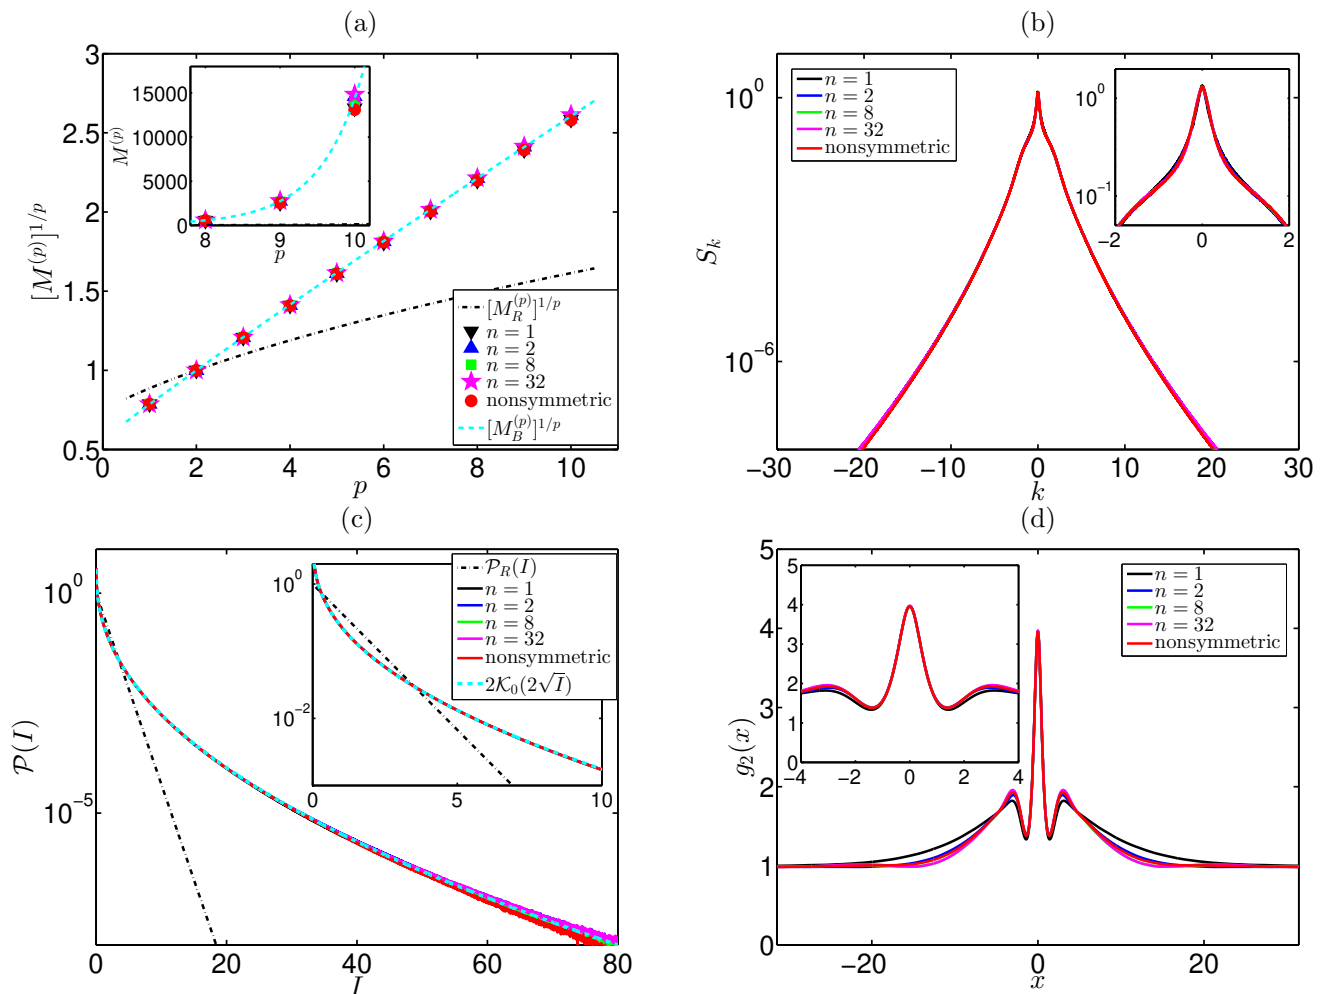 (a)
3
2.5
2
1.5
1
0.5
0
2
4
6
8
10
p
[M^{(p)}]^{1/p}
15000
10000
5000
0
8
9
10
p
M^{(p)}
[M_R^{(p)}]^{1/p}
n = 1
n = 2
n = 8
n = 32
nonsymmetric
[M_B^{(p)}]^{1/p}
(b)
10^0
10^{-6}
S_k
−30
−20
−10
0
10
20
30
k
n = 1
n = 2
n = 8
n = 32
nonsymmetric
10^0
10^{-1}
−2
0
2
(c)
10^0
10^{-5}
P(I)
0
20
40
60
80
I
10^0
10^{-2}
0
5
10
P_R(I)
n = 1
n = 2
n = 8
n = 32
nonsymmetric
2K_0(2√I)
(d)
5
4
3
2
1
0
g_2(x)
−20
0
20
x
5
4
3
2
1
0
−4
−2
0
2
4
n = 1
n = 2
n = 8
n = 32
nonsymmetric